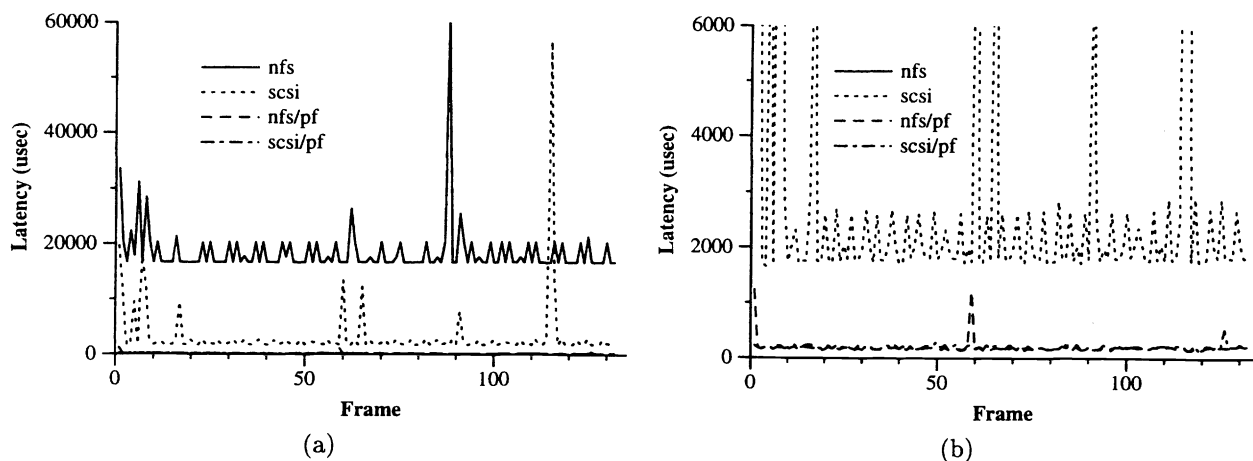 60000
40000
20000
0
Latency (usec)
nfs
scsi
nfs/pf
scsi/pf
0
50
100
Frame
(a)
6000
4000
2000
0
Latency (usec)
nfs
scsi
nfs/pf
scsi/pf
0
50
100
Frame
(b)